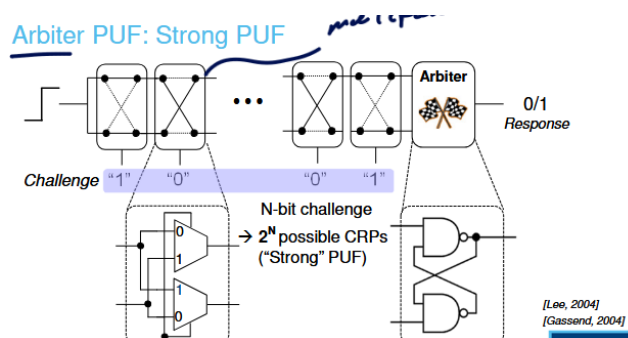 Arbiter PUF: Strong PUF
Arbiter
0/1
Response
Challenge "1" "0" "0" "1"
N-bit challenge
→ 2^N possible CRPs
("Strong" PUF)
0
1
1
0
[Lee, 2004]
[Gassend, 2004]